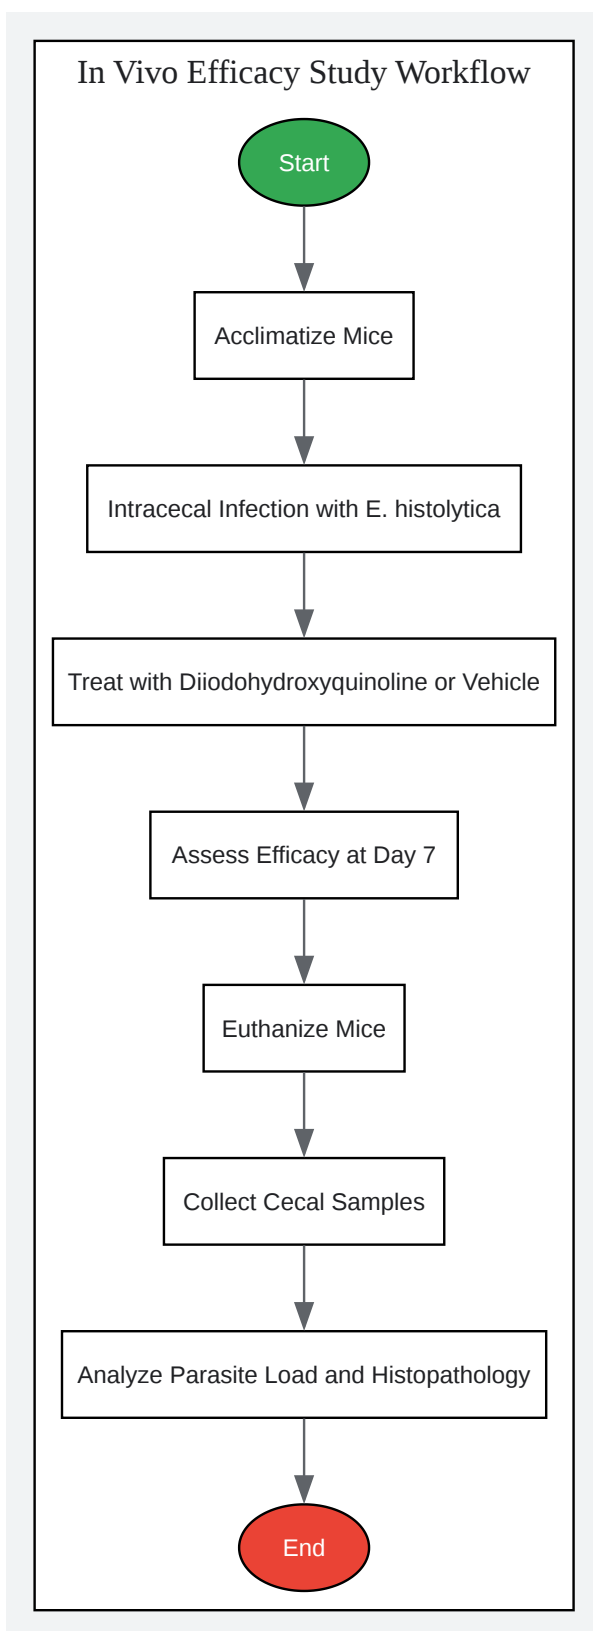 In Vivo Efficacy Study Workflow
Start
Acclimatize Mice
Intracecal Infection with E. histolytica
Treat with Diiodohydroxyquinoline or Vehicle
Assess Efficacy at Day 7
Euthanize Mice
Collect Cecal Samples
Analyze Parasite Load and Histopathology
End